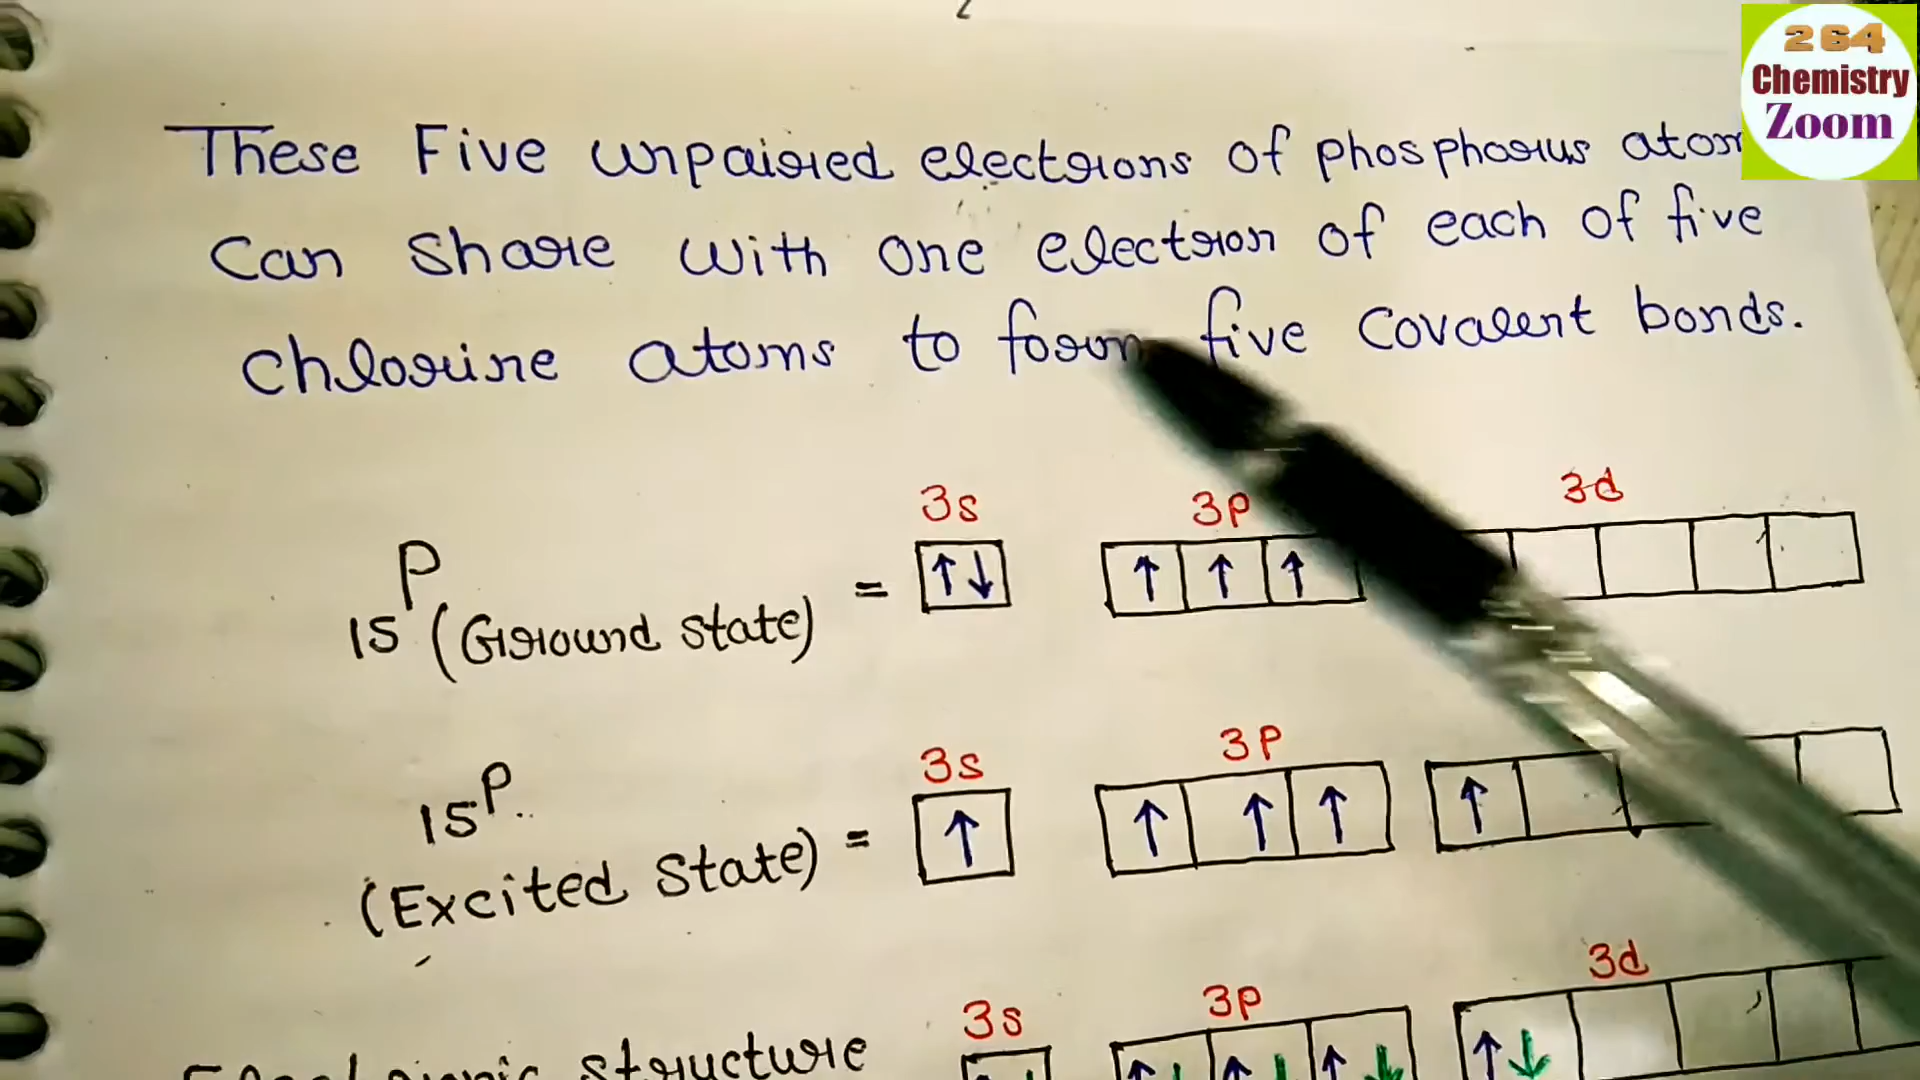 264
Chemistry
Zoom
These Five unpaired electrons of phosphorus atom
can share with one electron of each of five
chlorine atoms to form five covalent bonds.
3s 3p 3d
15P (Ground state) = ↑↓ ↑ ↑ ↑
3s 3p
15P
(Excited state) = ↑ ↑ ↑ ↑ ↑
3s 3p 3d
structure ↑ ↑ ↑ ↑↓